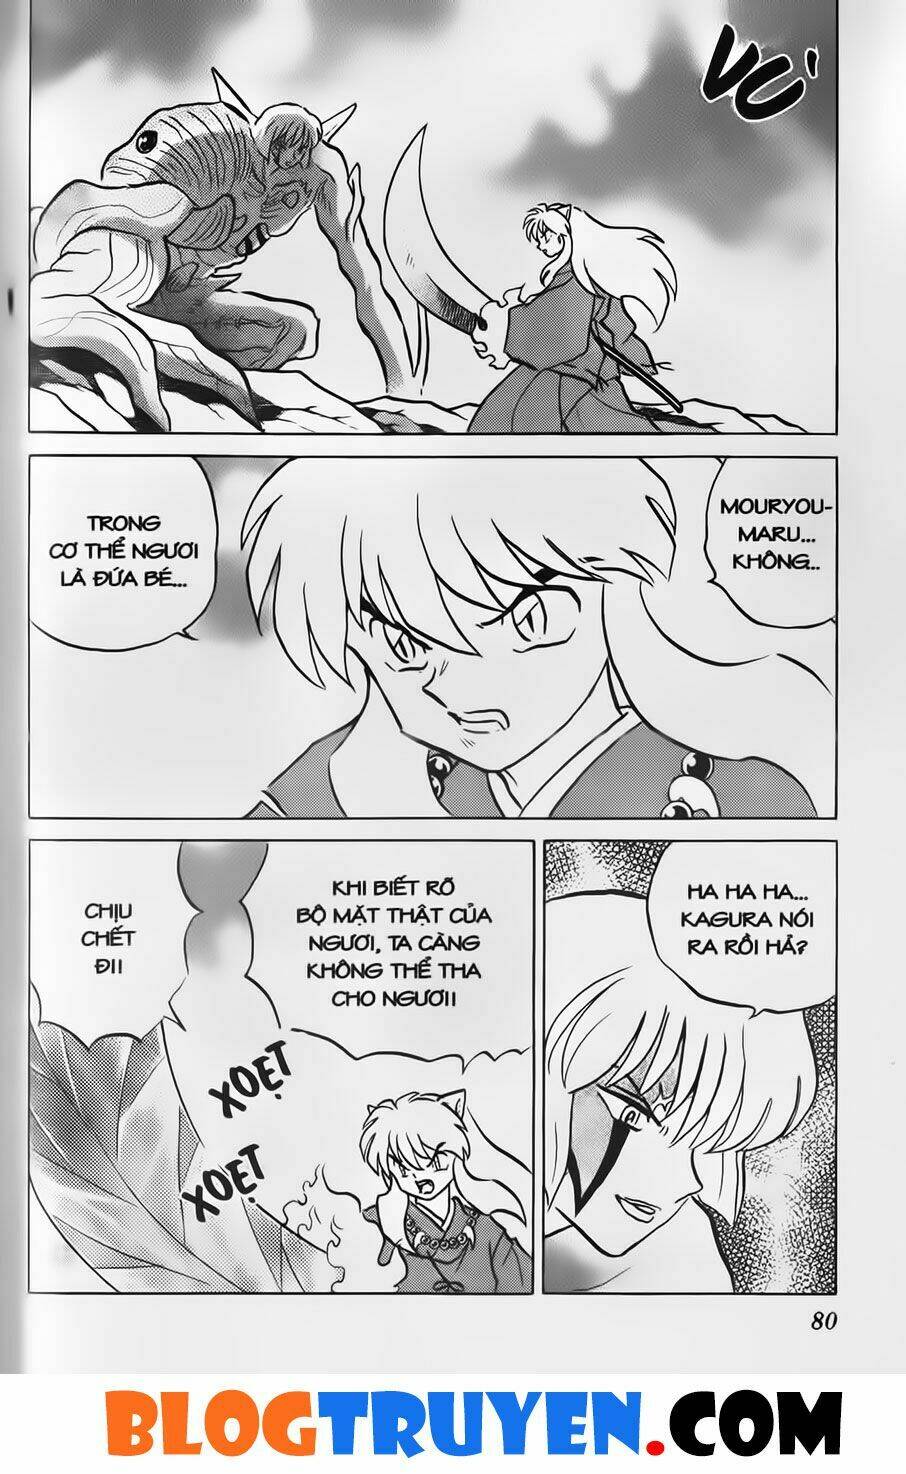 VÙ
MOURYOU-
MARU...
KHÔNG...
TRONG
CƠ THỂ NGƯƠI
LÀ ĐỨA BÉ...
HA HA HA...
KAGURA NÓI
RA RỒI HẢ?
KHI BIẾT RÕ
BỘ MẶT THẬT CỦA
NGƯƠI, TA CÀNG
KHÔNG THỂ THA
CHO NGƯƠI!!
CHỊU
CHẾT
ĐI!
XOẸT
XOẸT
80
BLOGTRUYEN.COM